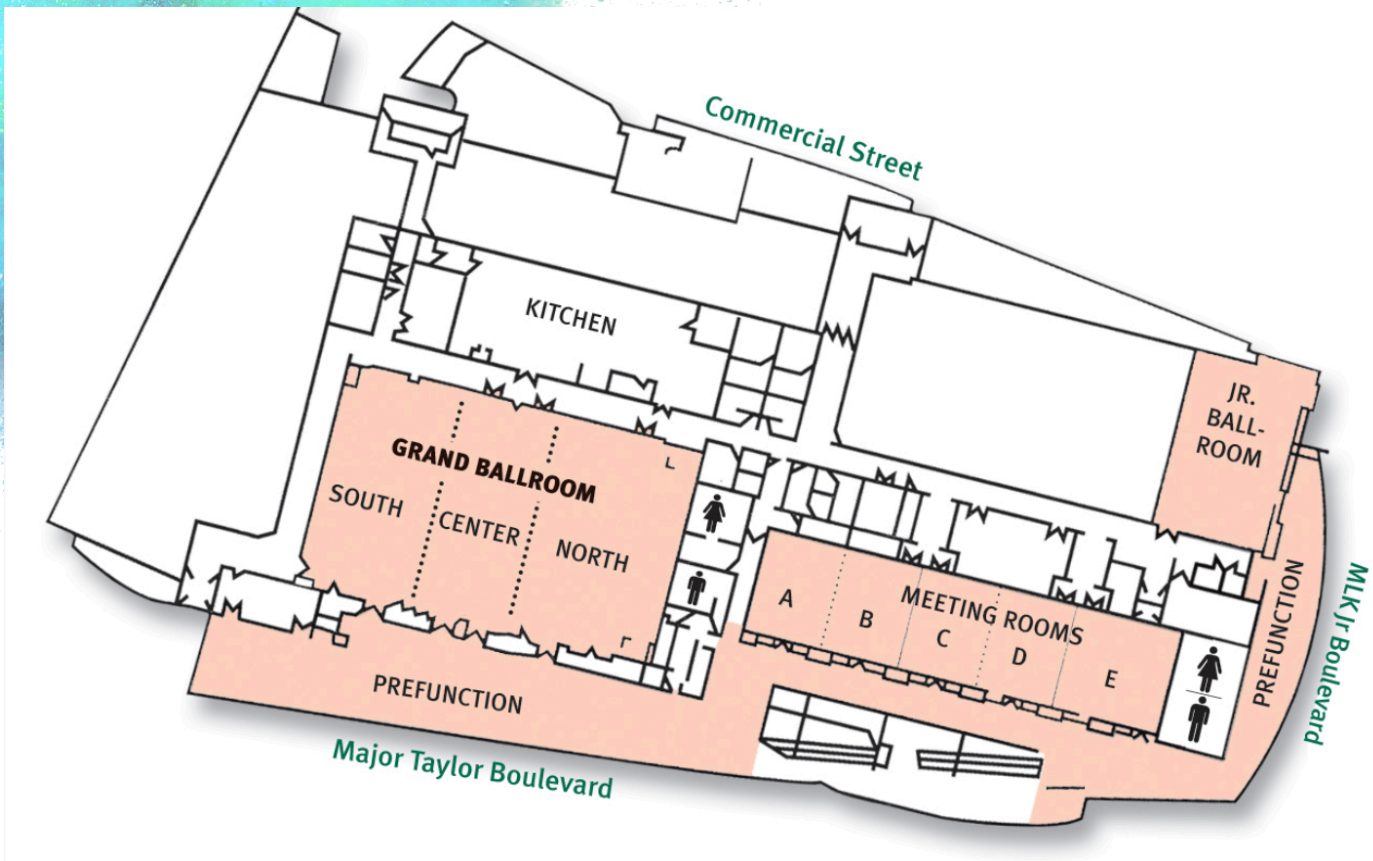 Commercial Street
KITCHEN
JR.
BALL-
ROOM
GRAND BALLROOM
SOUTH
CENTER
NORTH
A
B
MEETING ROOMS
C
D
E
PREFUNCTION
MLK Jr Boulevard
PREFUNCTION
Major Taylor Boulevard